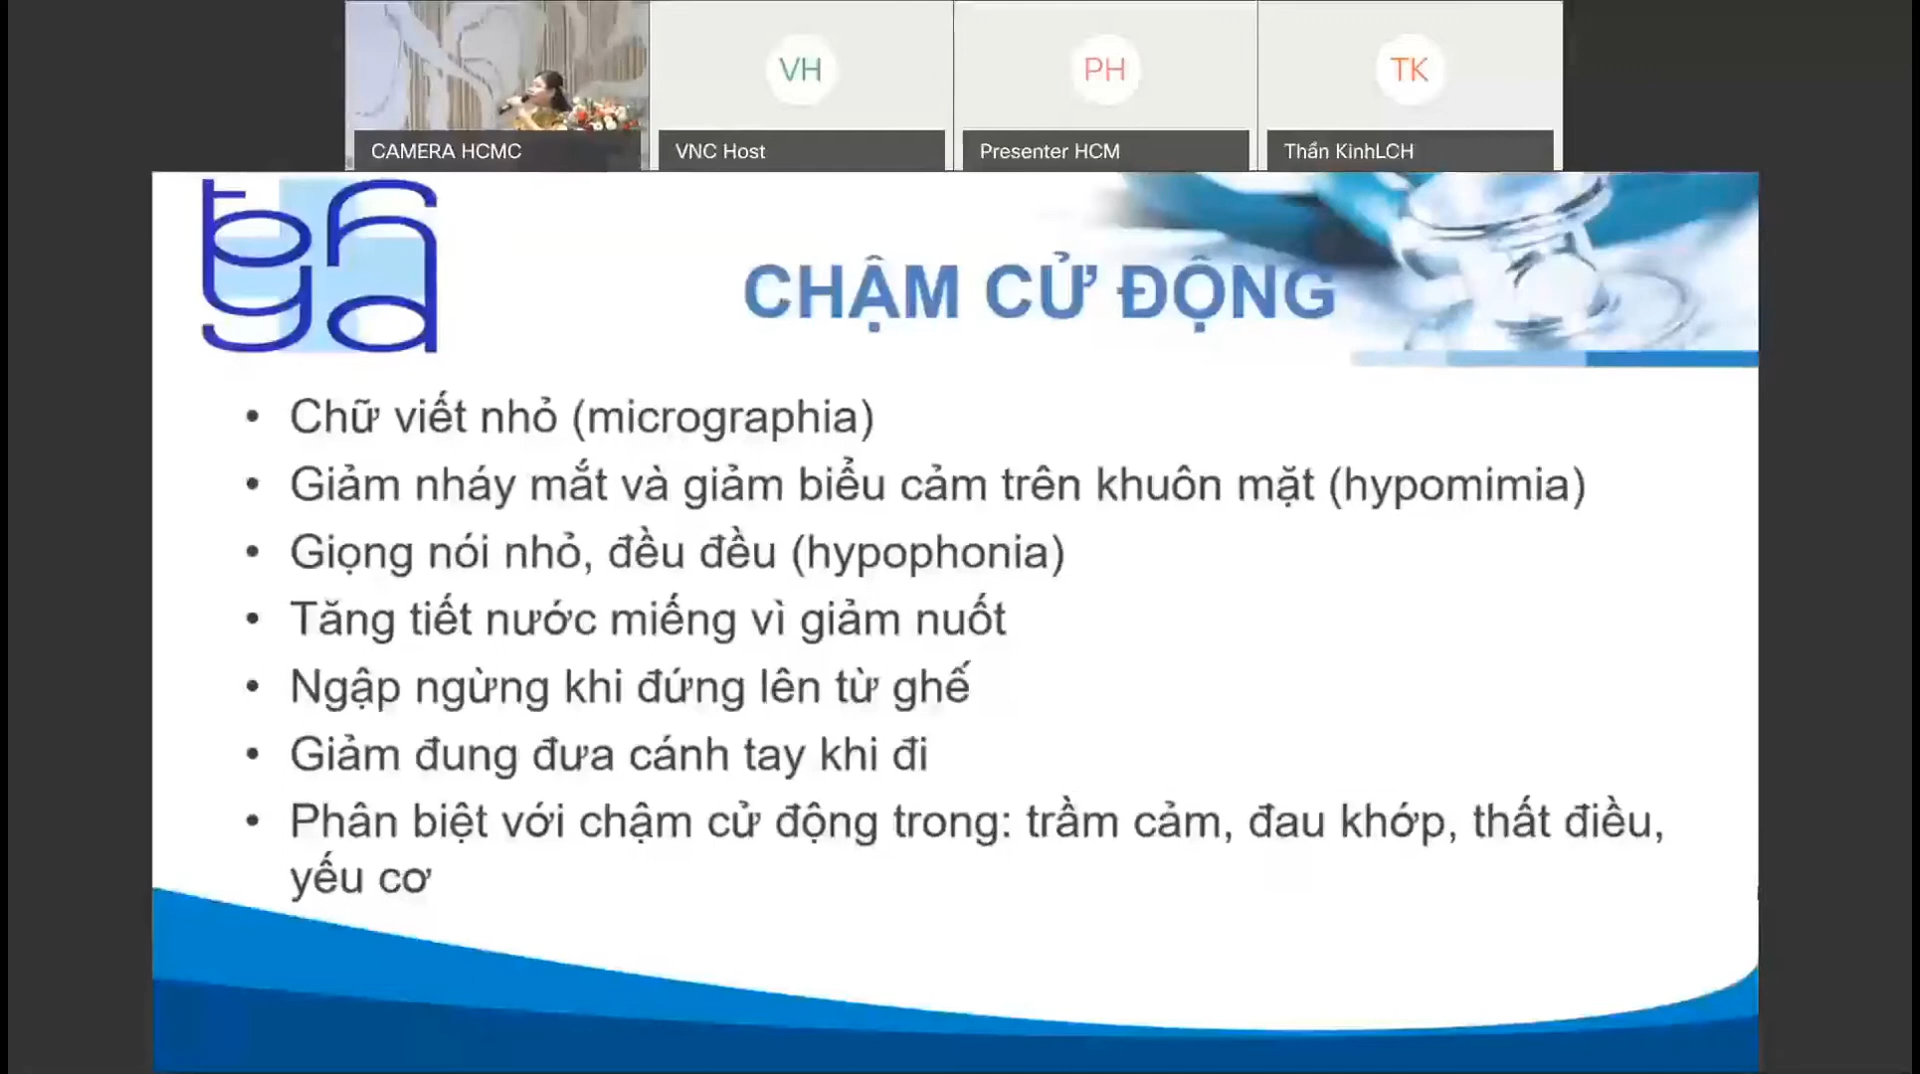 VH
PH
TK
CAMERA HCMC
VNC Host
Presenter HCM
Thần KinhLCH
CHẬM CỬ ĐỘNG
• Chữ viết nhỏ (micrographia)
• Giảm nháy mắt và giảm biểu cảm trên khuôn mặt (hypomimia)
• Giọng nói nhỏ, đều đều (hypophonia)
• Tăng tiết nước miếng vì giảm nuốt
• Ngập ngừng khi đứng lên từ ghế
• Giảm đung đưa cánh tay khi đi
• Phân biệt với chậm cử động trong: trầm cảm, đau khớp, thất điều,
yếu cơ